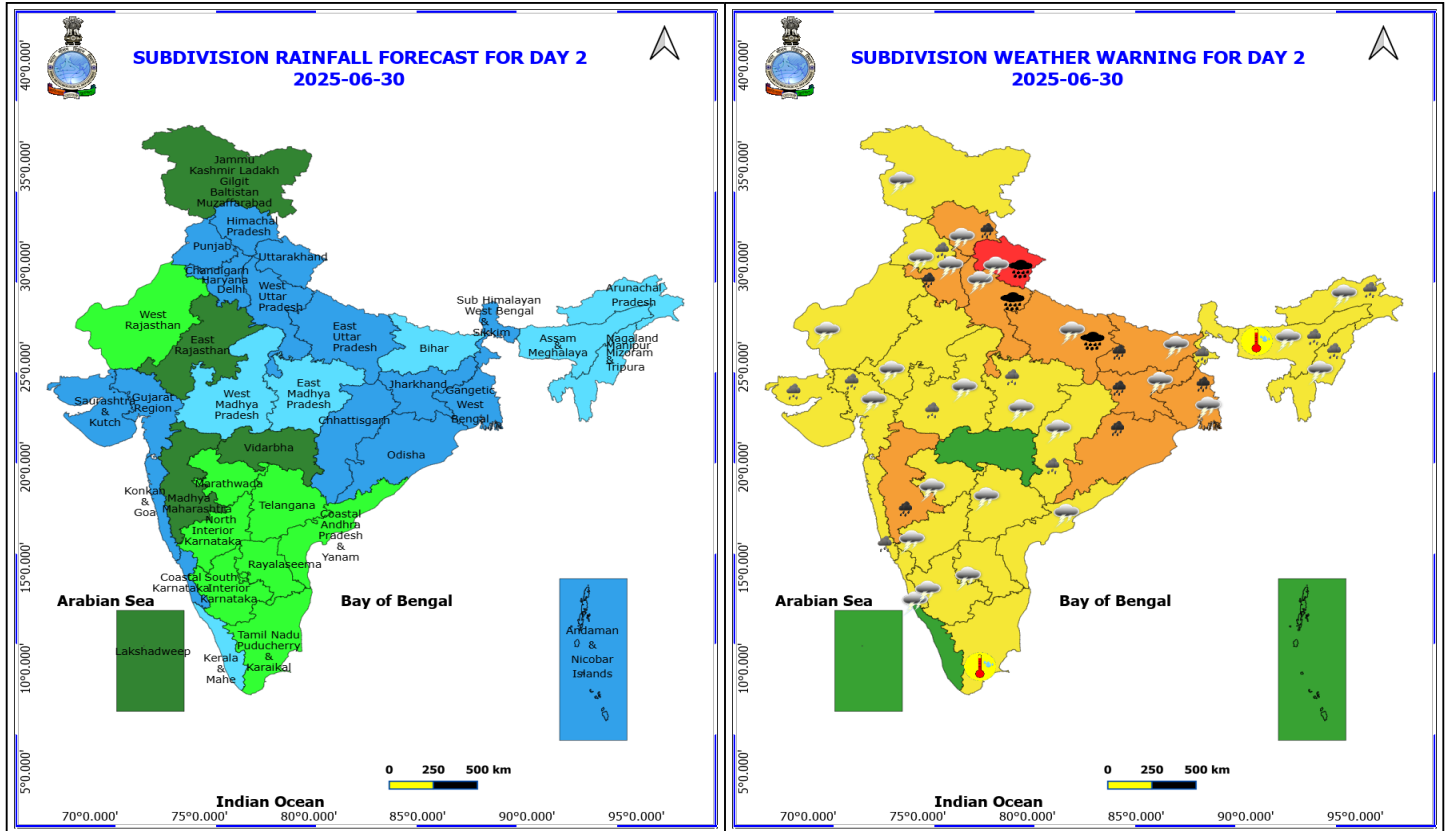 SUBDIVISION RAINFALL FORECAST FOR DAY 2
2025-06-30
40°0.000'
35°0.000'
30°0.000'
25°0.000'
20°0.000'
15°0.000'
10°0.000'
5°0.000'
Jammu
Kashmir Ladakh
Gilgit
Baltistan
Muzaffarabad
Himachal
Pradesh
Punjab
Uttarakhand
Chandigarh
Haryana
Delhi
West
Uttar
Pradesh
West
Rajasthan
East
Rajasthan
East
Uttar
Pradesh
Bihar
Sub Himalayan
West Bengal
&
Sikkim
Arunachal
Pradesh
Assam
&
Meghalaya
Nagaland
Manipur
Mizoram
&
Tripura
Saurashtra
&
Kutch
Gujarat
Region
West
Madhya
Pradesh
East
Madhya
Pradesh
Jharkhand
Gangetic
West
Bengal
Chhattisgarh
Odisha
Vidarbha
Konkan
&
Goa
Madhya
Maharashtra
Marathwada
Telangana
North
Interior
Karnataka
Coastal
Andhra
Pradesh
&
Yanam
Rayalaseema
Coastal
Karnataka
South
Interior
Karnataka
Tamil Nadu
Puducherry
&
Karaikal
Kerala
&
Mahe
Arabian Sea
Lakshadweep
Bay of Bengal
Andaman
&
Nicobar
Islands
0 250 500 km
Indian Ocean
70°0.000' 75°0.000' 80°0.000' 85°0.000' 90°0.000' 95°0.000'
SUBDIVISION WEATHER WARNING FOR DAY 2
2025-06-30
40°0.000'
35°0.000'
30°0.000'
25°0.000'
20°0.000'
15°0.000'
10°0.000'
5°0.000'
Arabian Sea
Bay of Bengal
0 250 500 km
Indian Ocean
70°0.000' 75°0.000' 80°0.000' 85°0.000' 90°0.000' 95°0.000'